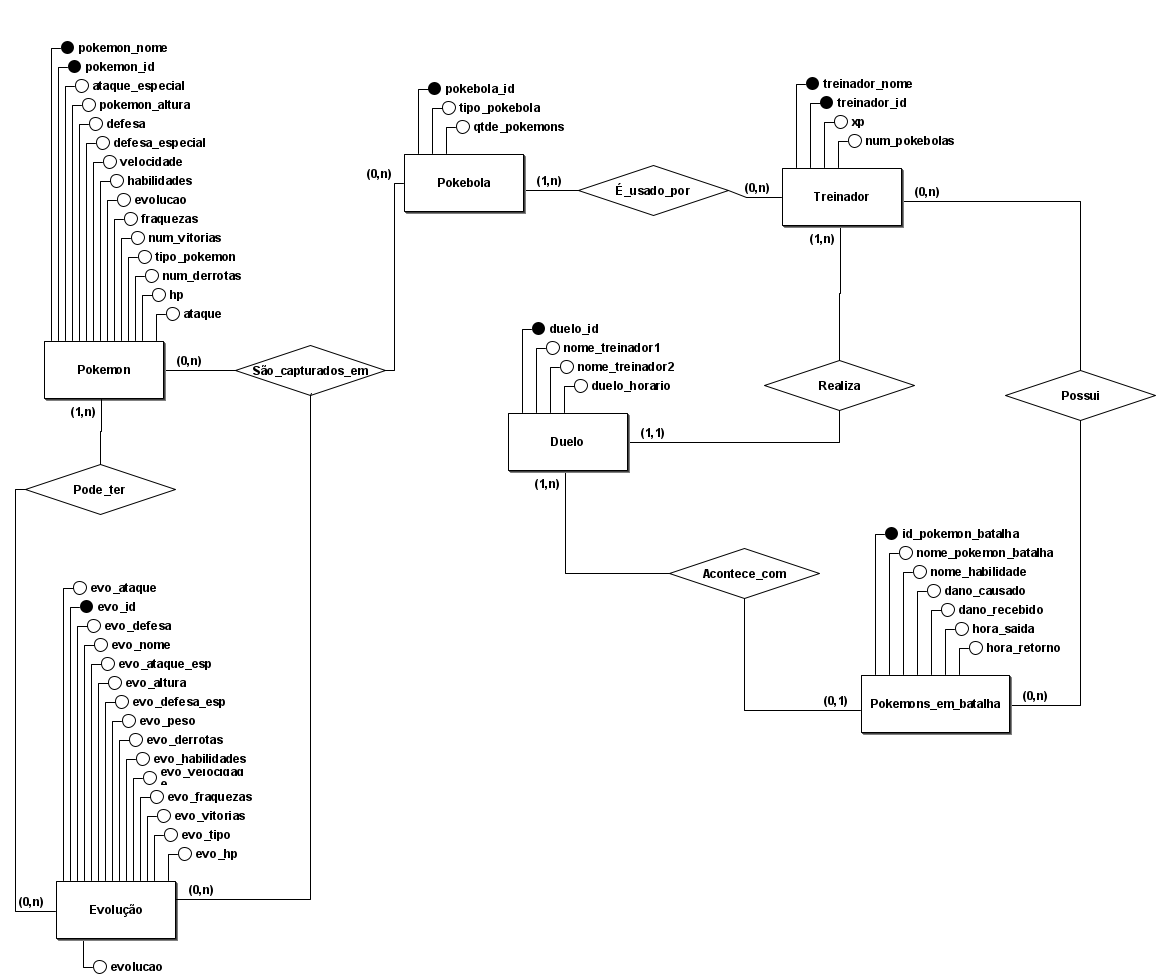 pokemon_nome
pokemon_id
ataque_especial
pokemon_altura
defesa
defesa_especial
velocidade
habilidades
evolucao
fraquezas
num_vitorias
tipo_pokemon
num_derrotas
hp
ataque
Pokemon
(0,n)
(1,n)
São_capturados_em
pokebola_id
tipo_pokebola
qtde_pokemons
(0,n)
Pokebola
(1,n)
É_usado_por
(0,n)
treinador_nome
treinador_id
xp
num_pokebolas
Treinador
(0,n)
(1,n)
duelo_id
nome_treinador1
nome_treinador2
duelo_horario
Duelo
(1,1)
(1,n)
Realiza
Possui
Pode_ter
Acontece_com
id_pokemon_batalha
nome_pokemon_batalha
nome_habilidade
dano_causado
dano_recebido
hora_saida
hora_retorno
(0,1)
Pokemons_em_batalha
(0,n)
evo_ataque
evo_id
evo_defesa
evo_nome
evo_ataque_esp
evo_altura
evo_defesa_esp
evo_peso
evo_derrotas
evo_habilidades
evo_velocidad
e
evo_fraquezas
evo_vitorias
evo_tipo
evo_hp
(0,n)
Evolução
(0,n)
evolucao